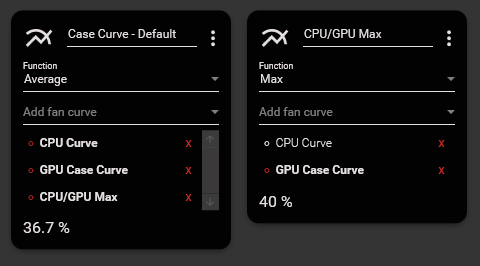 Case Curve - Default
Function
Average
Add fan curve
CPU Curve x
GPU Case Curve x
CPU/GPU Max x
36.7 %
CPU/GPU Max
Function
Max
Add fan curve
CPU Curve x
GPU Case Curve x
40 %